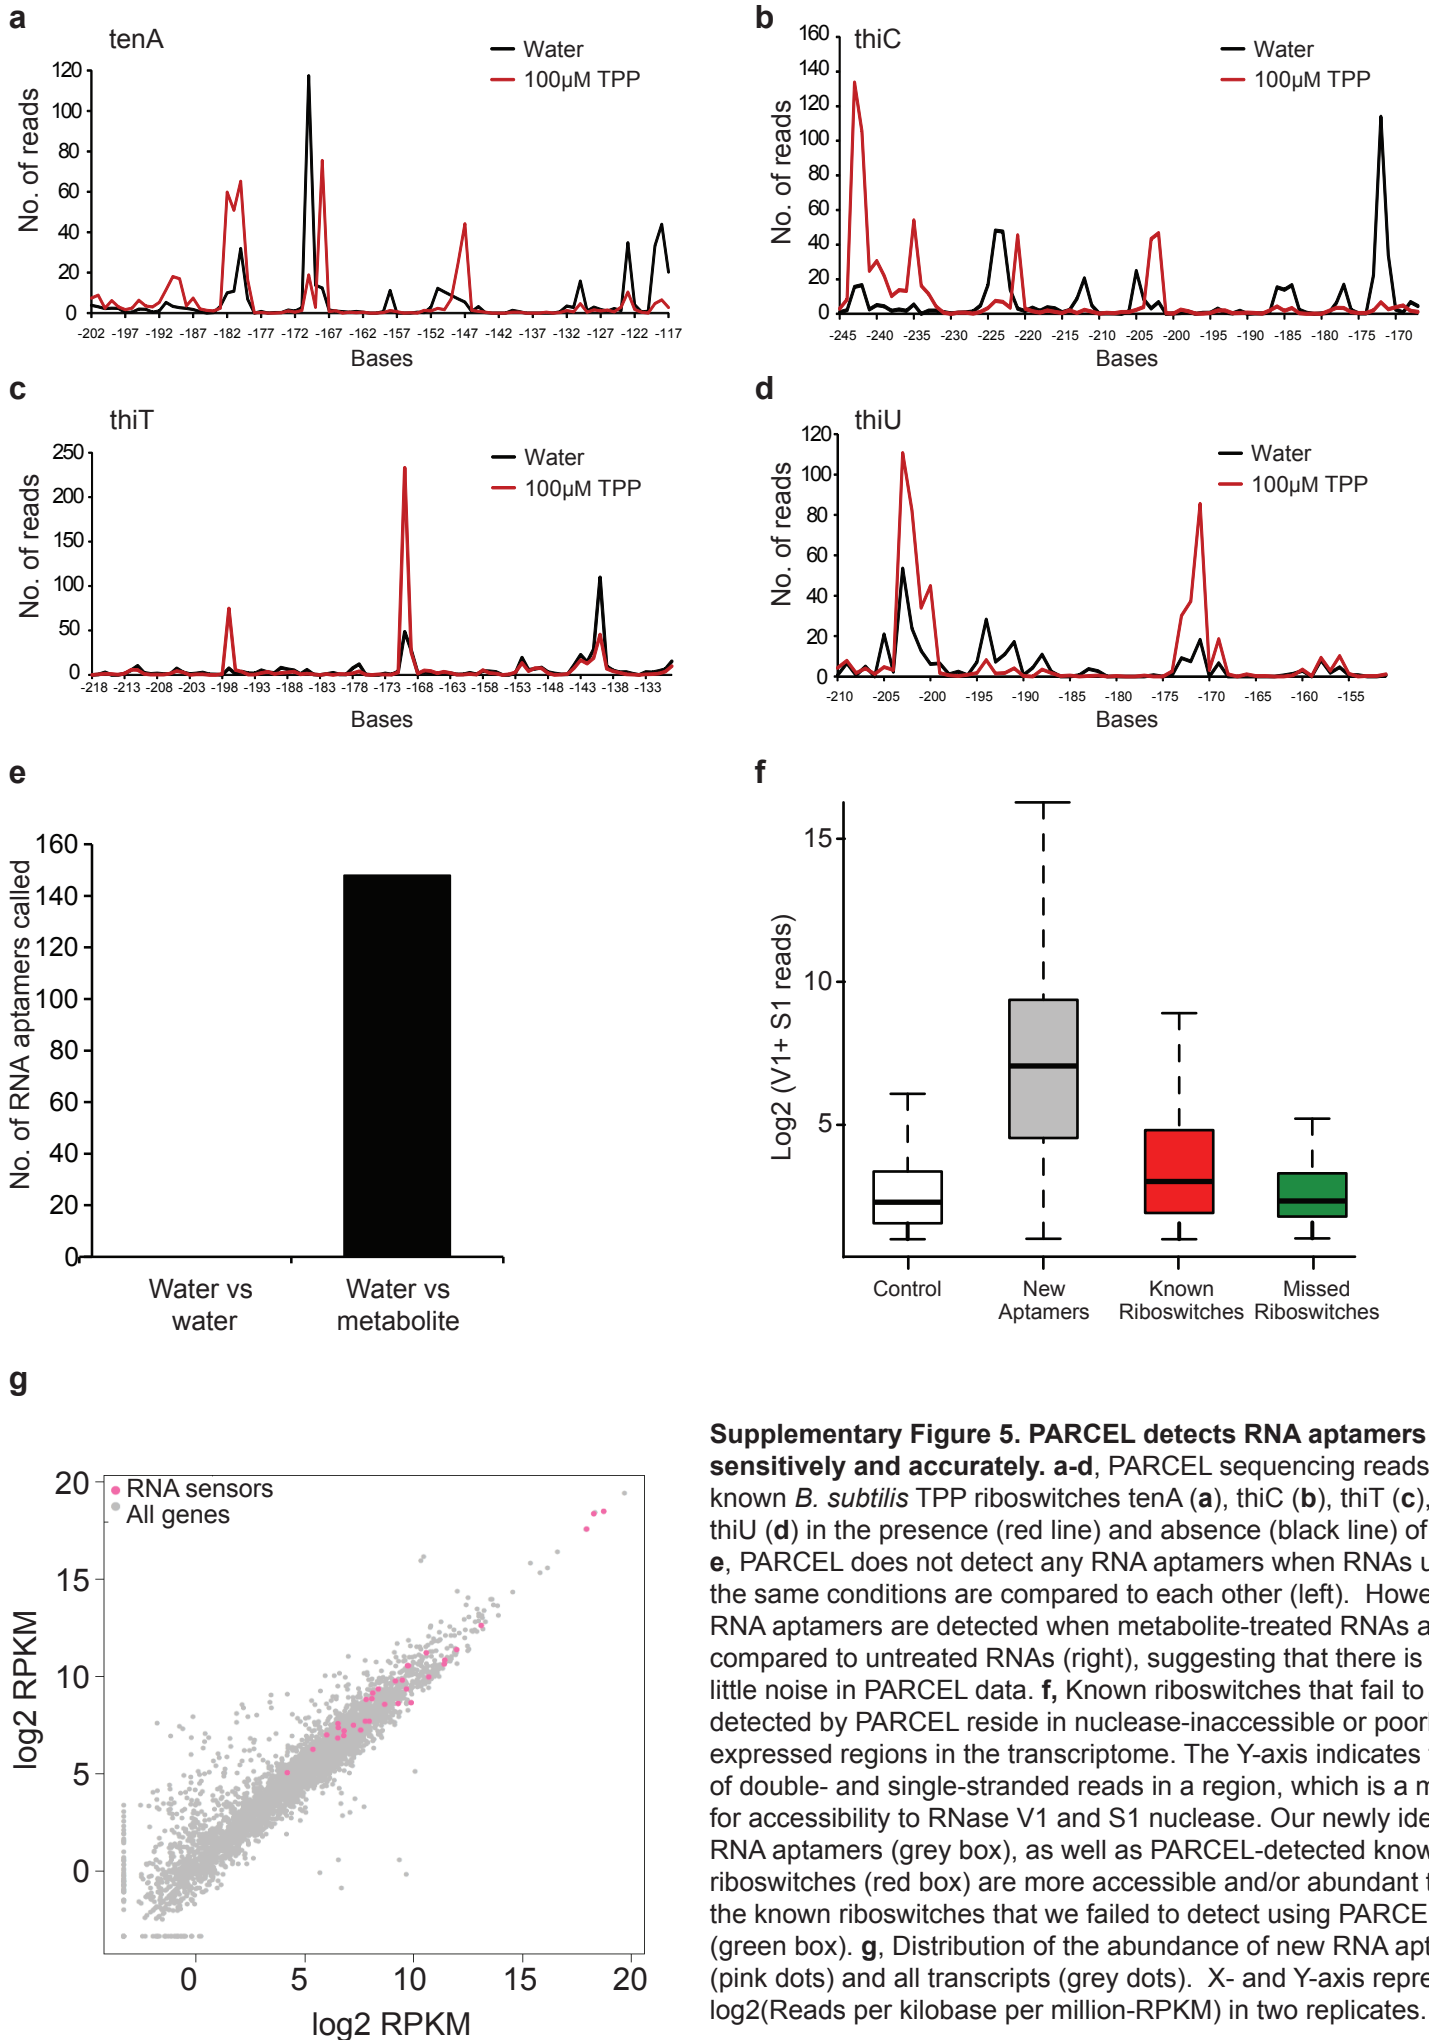 a
tenA
Water
100µM TPP
No. of reads
120
100
80
60
40
20
0
-202 -197 -192 -187 -182 -177 -172 -167 -162 -157 -152 -147 -142 -137 -132 -127 -122 -117
Bases
b
thiC
Water
100µM TPP
No. of reads
160
140
120
100
80
60
40
20
0
-245 -240 -235 -230 -225 -220 -215 -210 -205 -200 -195 -190 -185 -180 -175 -170
Bases
c
thiT
Water
100µM TPP
No. of reads
250
200
150
100
50
0
-218 -213 -208 -203 -198 -193 -188 -183 -178 -173 -168 -163 -158 -153 -148 -143 -138 -133
Bases
d
thiU
Water
100µM TPP
No. of reads
120
100
80
60
40
20
0
-210 -205 -200 -195 -190 -185 -180 -175 -170 -165 -160 -155
Bases
e
No. of RNA aptamers called
160
140
120
100
80
60
40
20
0
Water vs water
Water vs metabolite
f
Log2 (V1+ S1 reads)
15
10
5
Control
New Aptamers
Known Riboswitches
Missed Riboswitches
g
RNA sensors
All genes
log2 RPKM
20
15
10
5
0
0 5 10 15 20
log2 RPKM
Supplementary Figure 5. PARCEL detects RNA aptamers
sensitively and accurately. a-d, PARCEL sequencing reads
known B. subtilis TPP riboswitches tenA (a), thiC (b), thiT (c),
thiU (d) in the presence (red line) and absence (black line) of
e, PARCEL does not detect any RNA aptamers when RNAs u
the same conditions are compared to each other (left). Howe
RNA aptamers are detected when metabolite-treated RNAs a
compared to untreated RNAs (right), suggesting that there is
little noise in PARCEL data. f, Known riboswitches that fail to
detected by PARCEL reside in nuclease-inaccessible or poorl
expressed regions in the transcriptome. The Y-axis indicates
of double- and single-stranded reads in a region, which is a m
for accessibility to RNase V1 and S1 nuclease. Our newly ide
RNA aptamers (grey box), as well as PARCEL-detected know
riboswitches (red box) are more accessible and/or abundant t
the known riboswitches that we failed to detect using PARCE
(green box). g, Distribution of the abundance of new RNA apt
(pink dots) and all transcripts (grey dots). X- and Y-axis repre
log2(Reads per kilobase per million-RPKM) in two replicates.